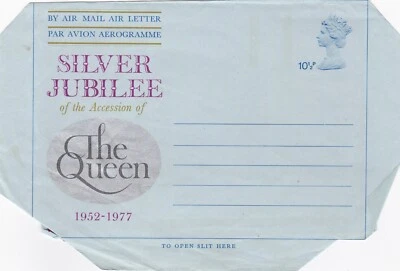 BY AIR MAIL AIR LETTER
PAR AVION AEROGRAMME
SILVER
JUBILEE
of the Accession of
The
Queen
1952-1977
10½P
TO OPEN SLIT HERE